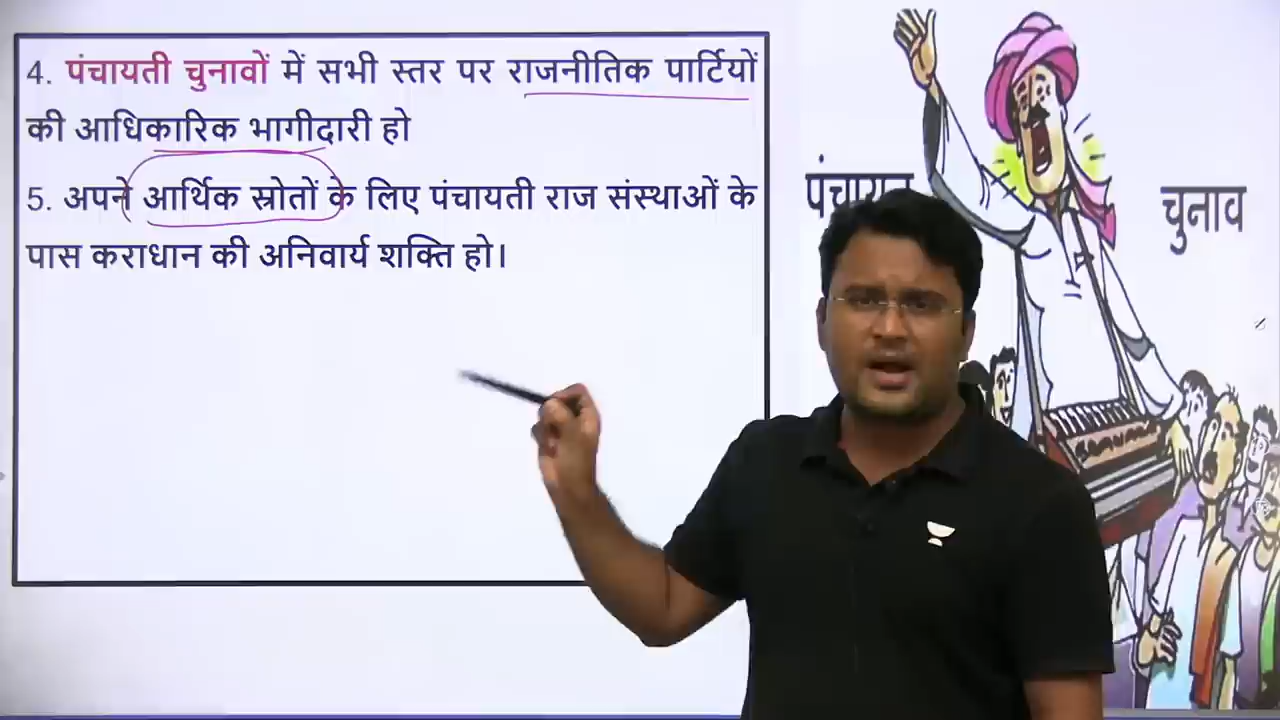 4. पंचायती चुनावों में सभी स्तर पर राजनीतिक पार्टियों
की आधिकारिक भागीदारी हो
5. अपने आर्थिक स्रोतों के लिए पंचायती राज संस्थाओं के
पास कराधान की अनिवार्य शक्ति हो।
चुनाव